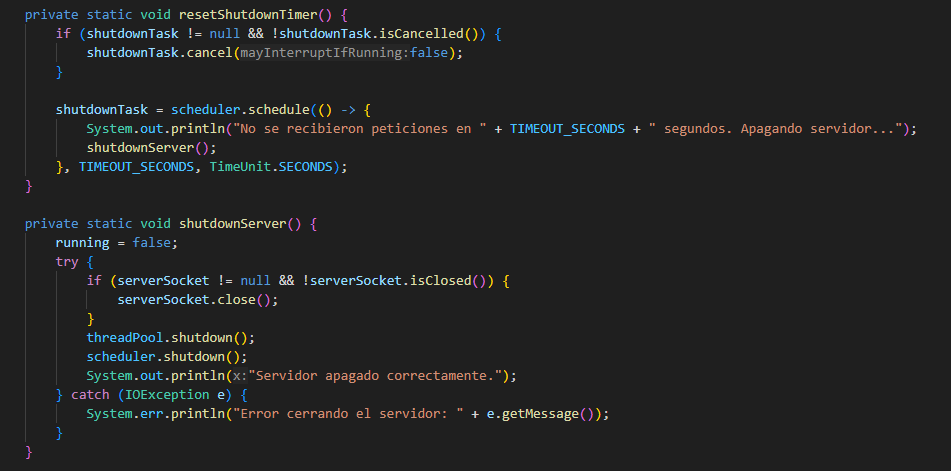 private static void resetShutdownTimer() {
    if (shutdownTask != null && !shutdownTask.isCancelled()) {
        shutdownTask.cancel(mayInterruptIfRunning:false);
    }

    shutdownTask = scheduler.schedule(() -> {
        System.out.println("No se recibieron peticiones en " + TIMEOUT_SECONDS + " segundos. Apagando servidor...");
        shutdownServer();
    }, TIMEOUT_SECONDS, TimeUnit.SECONDS);
}

private static void shutdownServer() {
    running = false;
    try {
        if (serverSocket != null && !serverSocket.isClosed()) {
            serverSocket.close();
        }
        threadPool.shutdown();
        scheduler.shutdown();
        System.out.println(x:"Servidor apagado correctamente.");
    } catch (IOException e) {
        System.err.println("Error cerrando el servidor: " + e.getMessage());
    }
}